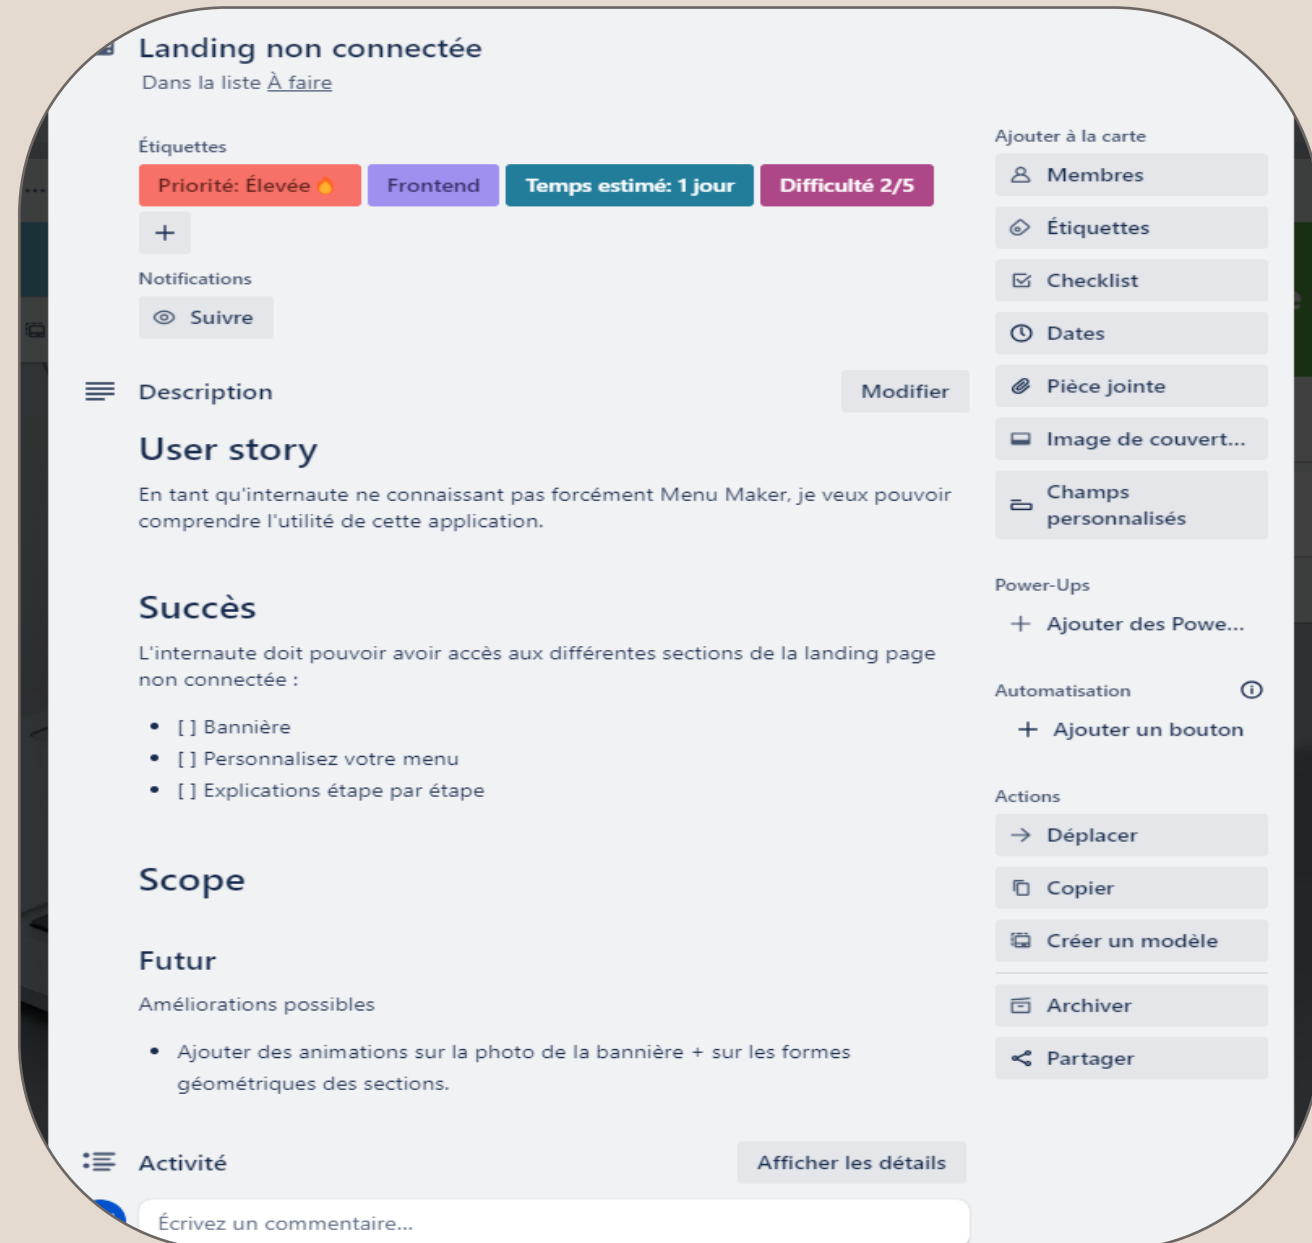 Landing non connectée
Dans la liste À faire
Étiquettes
Priorité: Élevée 🔥
Frontend
Temps estimé: 1 jour
Difficulté 2/5
Notifications
Suivre
Description
Modifier
User story
En tant qu'internaute ne connaissant pas forcément Menu Maker, je veux pouvoir
comprendre l'utilité de cette application.
Succès
L'internaute doit pouvoir avoir accès aux différentes sections de la landing page
non connectée :
• [ ] Bannière
• [ ] Personnalisez votre menu
• [ ] Explications étape par étape
Scope
Futur
Améliorations possibles
• Ajouter des animations sur la photo de la bannière + sur les formes
géométriques des sections.
Activité
Afficher les détails
Écrivez un commentaire...
Ajouter à la carte
Membres
Étiquettes
Checklist
Dates
Pièce jointe
Image de couvert...
Champs
personnalisés
Power-Ups
+ Ajouter des Powe...
Automatisation
+ Ajouter un bouton
Actions
Déplacer
Copier
Créer un modèle
Archiver
Partager